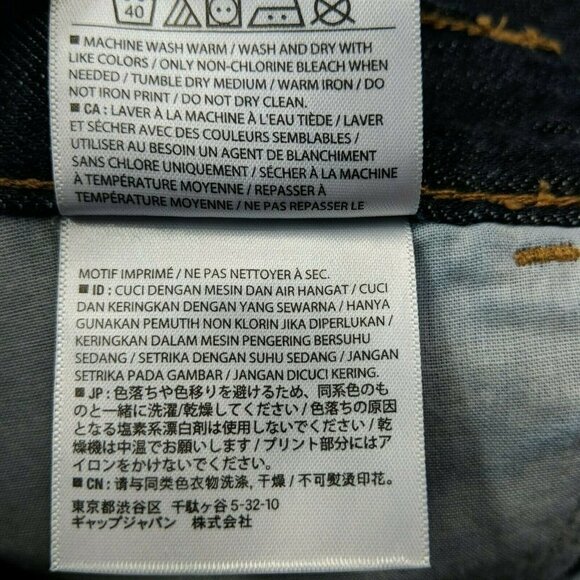 40
■ MACHINE WASH WARM / WASH AND DRY WITH
LIKE COLORS / ONLY NON-CHLORINE BLEACH WHEN
NEEDED / TUMBLE DRY MEDIUM / WARM IRON / DO
NOT IRON PRINT / DO NOT DRY CLEAN.
■ CA : LAVER À LA MACHINE À L'EAU TIÈDE / LAVER
ET SÉCHER AVEC DES COULEURS SEMBLABLES /
UTILISER AU BESOIN UN AGENT DE BLANCHIMENT
SANS CHLORE UNIQUEMENT / SÉCHER À LA MACHINE
À TEMPÉRATURE MOYENNE / REPASSER À
TEMPÉRATURE MOYENNE / NE PAS REPASSER LE
MOTIF IMPRIMÉ / NE PAS NETTOYER À SEC.
■ ID : CUCI DENGAN MESIN DAN AIR HANGAT / CUCI
DAN KERINGKAN DENGAN YANG SEWARNA / HANYA
GUNAKAN PEMUTIH NON KLORIN JIKA DIPERLUKAN /
KERINGKAN DALAM MESIN PENGERING BERSUHU
SEDANG / SETRIKA DENGAN SUHU SEDANG / JANGAN
SETRIKA PADA GAMBAR / JANGAN DICUCI KERING.
■ JP : 色落ちや色移りを避けるため、同系色のも
のと一緒に洗濯/乾燥してください / 色落ちの原因
となる塩素系漂白剤は使用しないでください / 乾
燥機は中温でお願いします / プリント部分にはア
イロンをかけないでください。
■ CN : 请与同类色衣物洗涤, 干燥 / 不可熨烫印花。
東京都渋谷区 千駄ヶ谷5-32-10
ギャップジャパン 株式会社